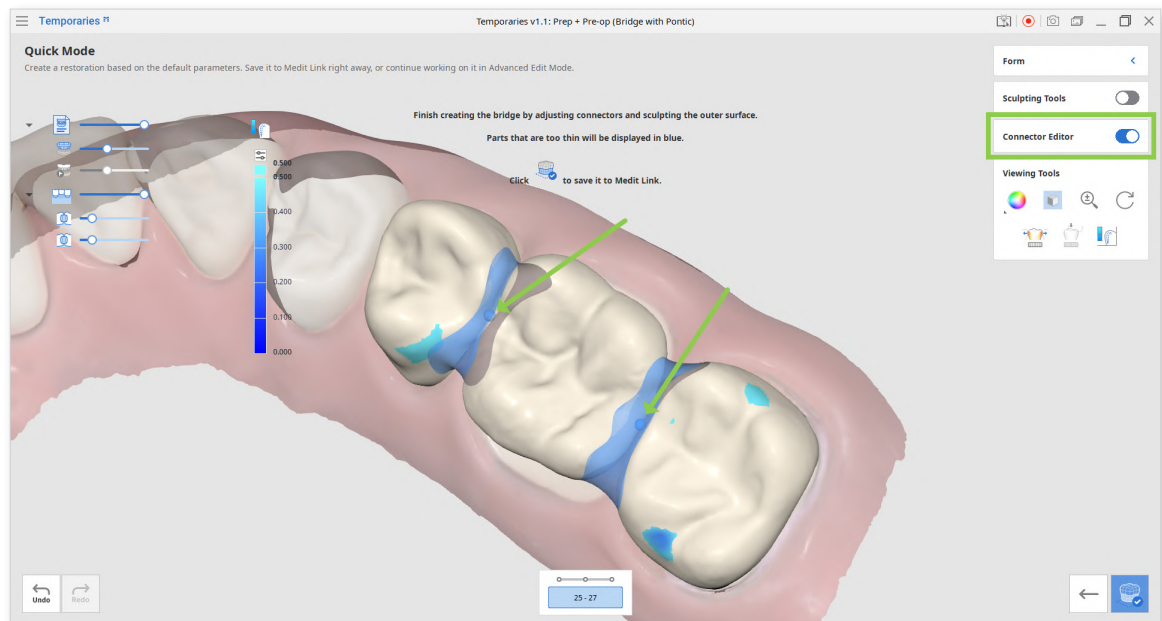 Temporaries
Temporaries v1.1: Prep + Pre-op (Bridge with Pontic)
Quick Mode
Create a restoration based on the default parameters. Save it to Medit Link right away, or continue working on it in Advanced Edit Mode.
Finish creating the bridge by adjusting connectors and sculpting the outer surface.
Parts that are too thin will be displayed in blue.
Click to save it to Medit Link.
0.500
0.400
0.300
0.200
0.100
0.000
Form
Sculpting Tools
Connector Editor
Viewing Tools
Undo
Redo
25 - 27